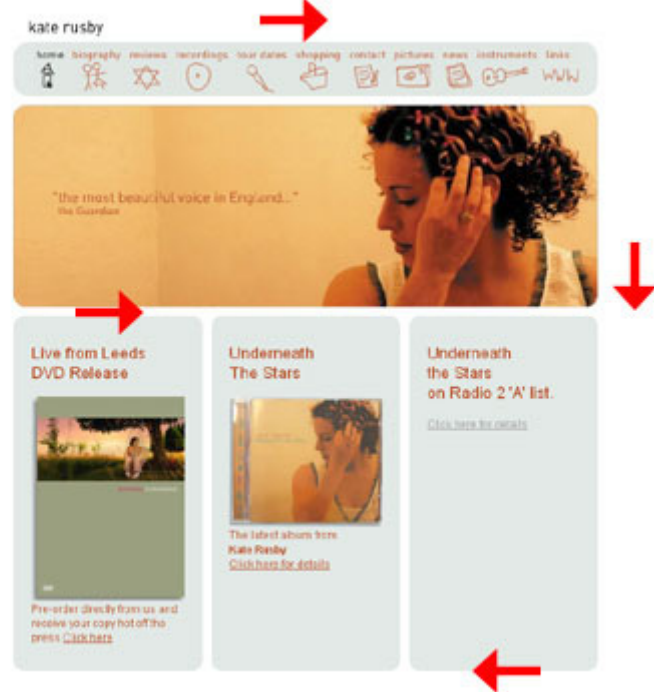 kate rusby
home biography reviews recordings tour dates shopping contact pictures news instruments links
WWW
"the most beautiful voice in England..."
the Guardian
Live from Leeds
DVD Release
Pre-order directly from us and
receive your copy hot off the
press Click here
Underneath
The Stars
The latest album from
Kate Rusby
Click here for details
Underneath
the Stars
on Radio 2 'A' list.
Click here for details